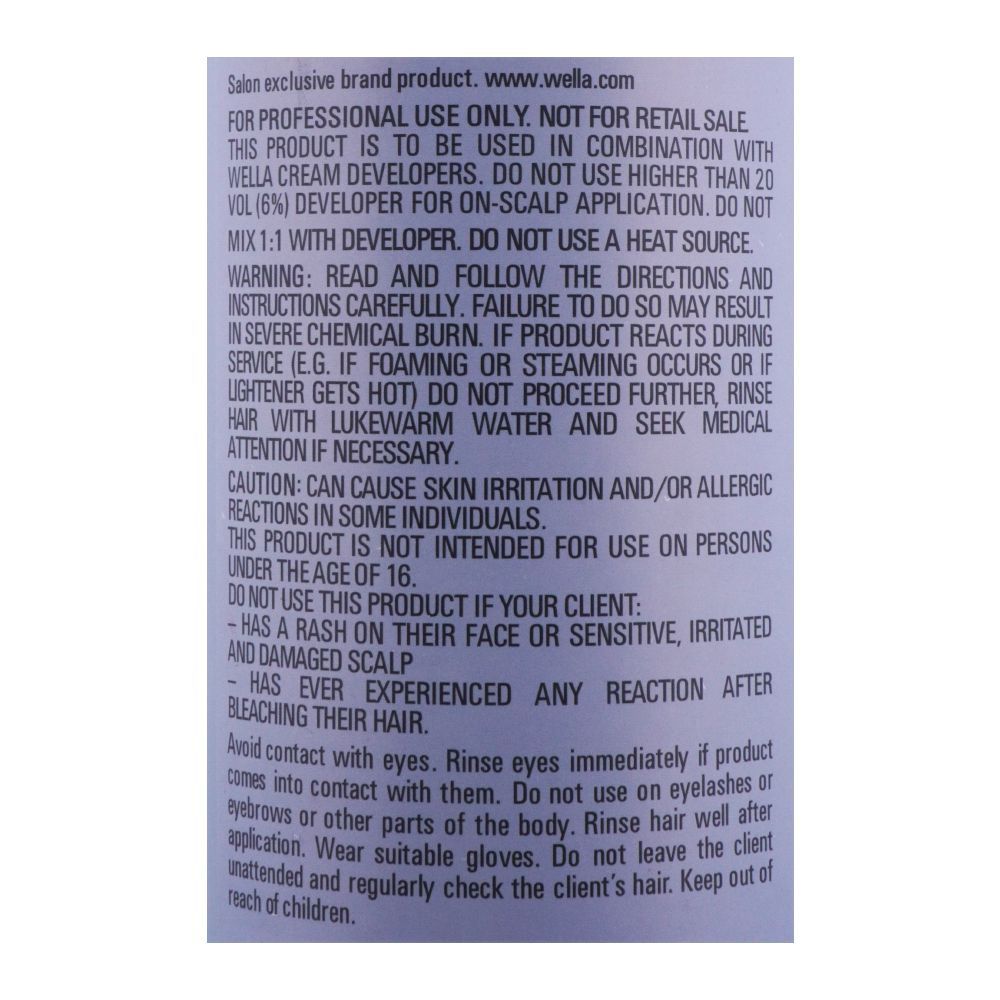 Salon exclusive brand product. www.wella.com
FOR PROFESSIONAL USE ONLY. NOT FOR RETAIL SALE
THIS PRODUCT IS TO BE USED IN COMBINATION WITH
WELLA CREAM DEVELOPERS. DO NOT USE HIGHER THAN 20
VOL (6%) DEVELOPER FOR ON-SCALP APPLICATION. DO NOT
MIX 1:1 WITH DEVELOPER. DO NOT USE A HEAT SOURCE.
WARNING: READ AND FOLLOW THE DIRECTIONS AND
INSTRUCTIONS CAREFULLY. FAILURE TO DO SO MAY RESULT
IN SEVERE CHEMICAL BURN. IF PRODUCT REACTS DURING
SERVICE (E.G. IF FOAMING OR STEAMING OCCURS OR IF
LIGHTENER GETS HOT) DO NOT PROCEED FURTHER, RINSE
HAIR WITH LUKEWARM WATER AND SEEK MEDICAL
ATTENTION IF NECESSARY.
CAUTION: CAN CAUSE SKIN IRRITATION AND/OR ALLERGIC
REACTIONS IN SOME INDIVIDUALS.
THIS PRODUCT IS NOT INTENDED FOR USE ON PERSONS
UNDER THE AGE OF 16.
DO NOT USE THIS PRODUCT IF YOUR CLIENT:
– HAS A RASH ON THEIR FACE OR SENSITIVE, IRRITATED
AND DAMAGED SCALP
– HAS EVER EXPERIENCED ANY REACTION AFTER
BLEACHING THEIR HAIR.
Avoid contact with eyes. Rinse eyes immediately if product
comes into contact with them. Do not use on eyelashes or
eyebrows or other parts of the body. Rinse hair well after
application. Wear suitable gloves. Do not leave the client
unattended and regularly check the client's hair. Keep out of
reach of children.